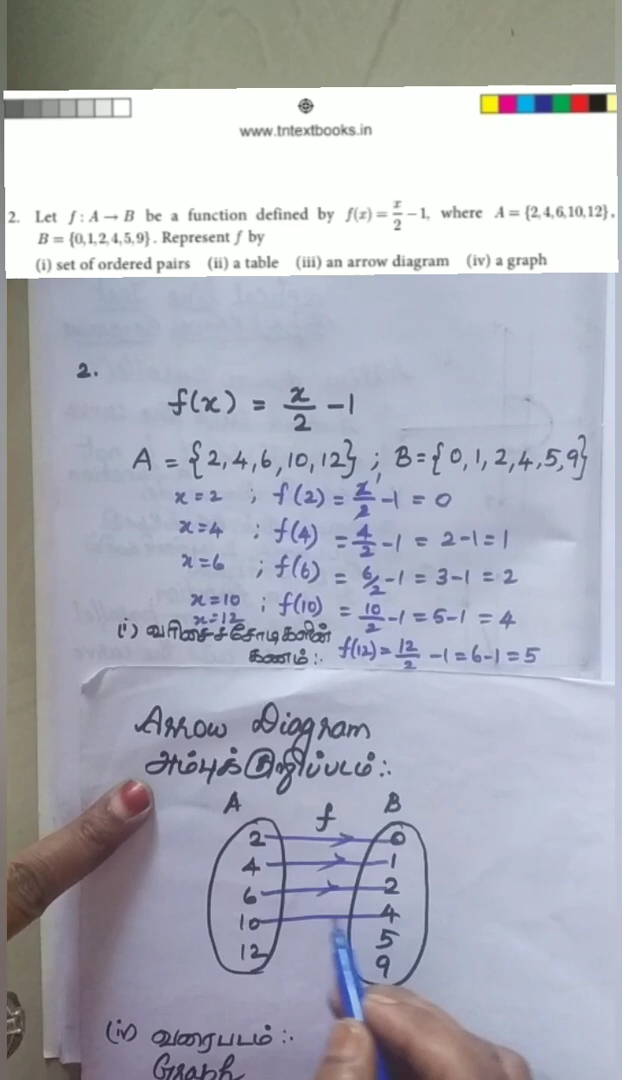 www.tntextbooks.in
2. Let f : A → B be a function defined by f(x) = x/2 − 1, where A = {2,4,6,10,12},
B = {0,1,2,4,5,9}. Represent f by
(i) set of ordered pairs (ii) a table (iii) an arrow diagram (iv) a graph
2.
f(x) = x/2 − 1
A = {2,4,6,10,12} ; B = {0,1,2,4,5,9}
x=2 ; f(2) = 2/2 −1 = 0
x=4 ; f(4) = 4/2 −1 = 2−1=1
x=6 ; f(6) = 6/2 −1 = 3−1 = 2
x=10 ; f(10) = 10/2 −1 = 5−1 = 4
x=12
(i) வரிசைச்சோடிகளின்
கணம்:. f(12) = 12/2 −1 = 6−1 = 5
Arrow Diagram
அம்புக்குறிப்படம்:.
A f B
2 0
4 1
6 2
10 4
12 5
9
(iv) வரைபடம்:.
Graph